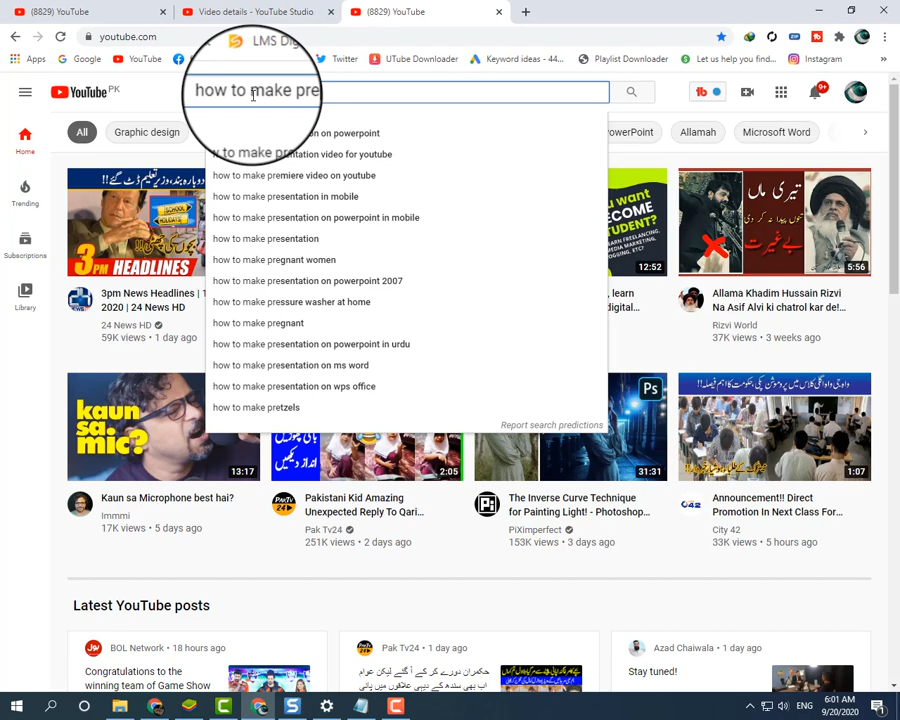 (8829) YouTube
Video details - YouTube Studio
(8829) YouTube
youtube.com
Apps
Google
YouTube
LMS Dig
Twitter
UTube Downloader
Keyword ideas - 44...
Playlist Downloader
Let us help you find...
Instagram
YouTube PK
how to make pre
9+
All
Graphic design
PowerPoint
Allamah
Microsoft Word
Home
Trending
Subscriptions
Library
on on powerpoint
to make presentation video for youtube
how to make premiere video on youtube
how to make presentation in mobile
how to make presentation on powerpoint in mobile
how to make presentation
how to make pregnant women
how to make presentation on powerpoint 2007
how to make pressure washer at home
how to make pregnant
how to make presentation on powerpoint in urdu
how to make presentation on ms word
how to make presentation on wps office
how to make pretzels
Report search predictions
3PM HEADLINES
12:52
5:56
3pm News Headlines | 1
2020 | 24 News HD
24 News HD
59K views • 1 day ago
learn
digital...
Allama Khadim Hussain Rizvi
Na Asif Alvi ki chatrol kar de!...
Rizvi World
37K views • 3 weeks ago
kaun
sa.
mic?
13:17
2:05
Ps
31:31
1:07
Kaun sa Microphone best hai?
Immmi
17K views • 5 days ago
Pakistani Kid Amazing
Unexpected Reply To Qari...
Pak Tv24
251K views • 2 days ago
The Inverse Curve Technique
for Painting Light! - Photoshop...
PiXimperfect
153K views • 3 days ago
Announcement!! Direct
Promotion In Next Class For...
City 42
33K views • 5 hours ago
Latest YouTube posts
BOL Network • 18 hours ago
Congratulations to the
winning team of Game Show
Pak Tv24 • 1 day ago
Azad Chaiwala • 1 day ago
Stay tuned!
ENG
6:01 AM
9/20/2020